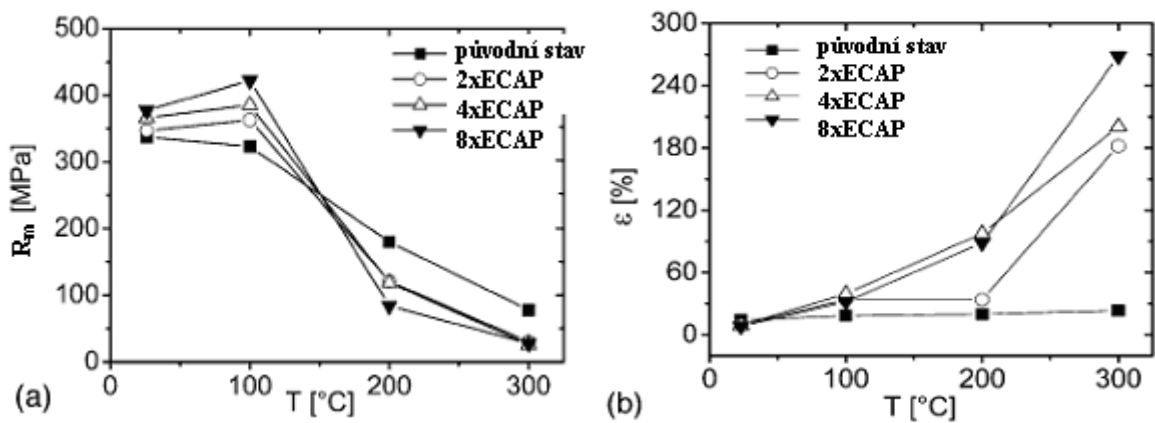 500
400
300
200
100
0
R_m [MPa]
původní stav
2xECAP
4xECAP
8xECAP
0
100
200
300
T [°C]
(a)
300
240
180
120
60
0
ε [%]
původní stav
2xECAP
4xECAP
8xECAP
0
100
200
300
T [°C]
(b)